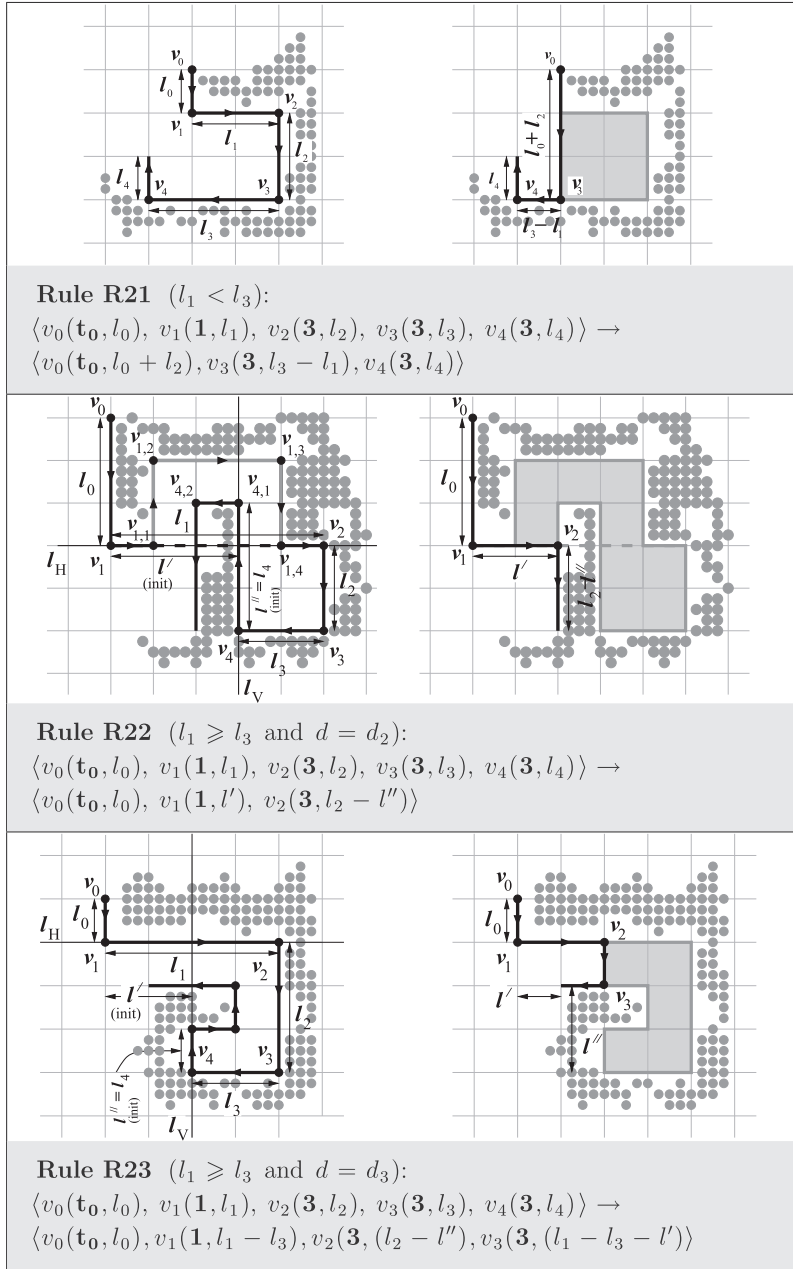 v₀ l₀ v₁ l₁ v₂ l₂ v₃ l₃ v₄ l₄
v₀ l₀ + l₂ l₄ v₄ v₃ l₃ − l₁
Rule R21 (l₁ < l₃):
⟨v₀(t₀, l₀), v₁(1, l₁), v₂(3, l₂), v₃(3, l₃), v₄(3, l₄)⟩ →
⟨v₀(t₀, l₀ + l₂), v₃(3, l₃ − l₁), v₄(3, l₄)⟩
v₀ l₀ v₁,₂ v₁,₃ v₄,₂ v₄,₁ l₁ v₁,₁ v₂ l_H v₁ l′ (init) l″ = l₄ (init) v₁,₄ l₂ v₄ l₃ v₃ l_V
v₀ l₀ v₁ v₂ l′ l₂−l″
Rule R22 (l₁ ⩾ l₃ and d = d₂):
⟨v₀(t₀, l₀), v₁(1, l₁), v₂(3, l₂), v₃(3, l₃), v₄(3, l₄)⟩ →
⟨v₀(t₀, l₀), v₁(1, l′), v₂(3, l₂ − l″)⟩
v₀ l₀ l_H v₁ l₁ v₂ l′ (init) l₂ v₄ v₃ l″ = l₄ (init) l₃ l_V
v₀ l₀ v₁ v₂ l′ v₃ l″
Rule R23 (l₁ ⩾ l₃ and d = d₃):
⟨v₀(t₀, l₀), v₁(1, l₁), v₂(3, l₂), v₃(3, l₃), v₄(3, l₄)⟩ →
⟨v₀(t₀, l₀), v₁(1, l₁ − l₃), v₂(3, (l₂ − l″), v₃(3, (l₁ − l₃ − l′)⟩